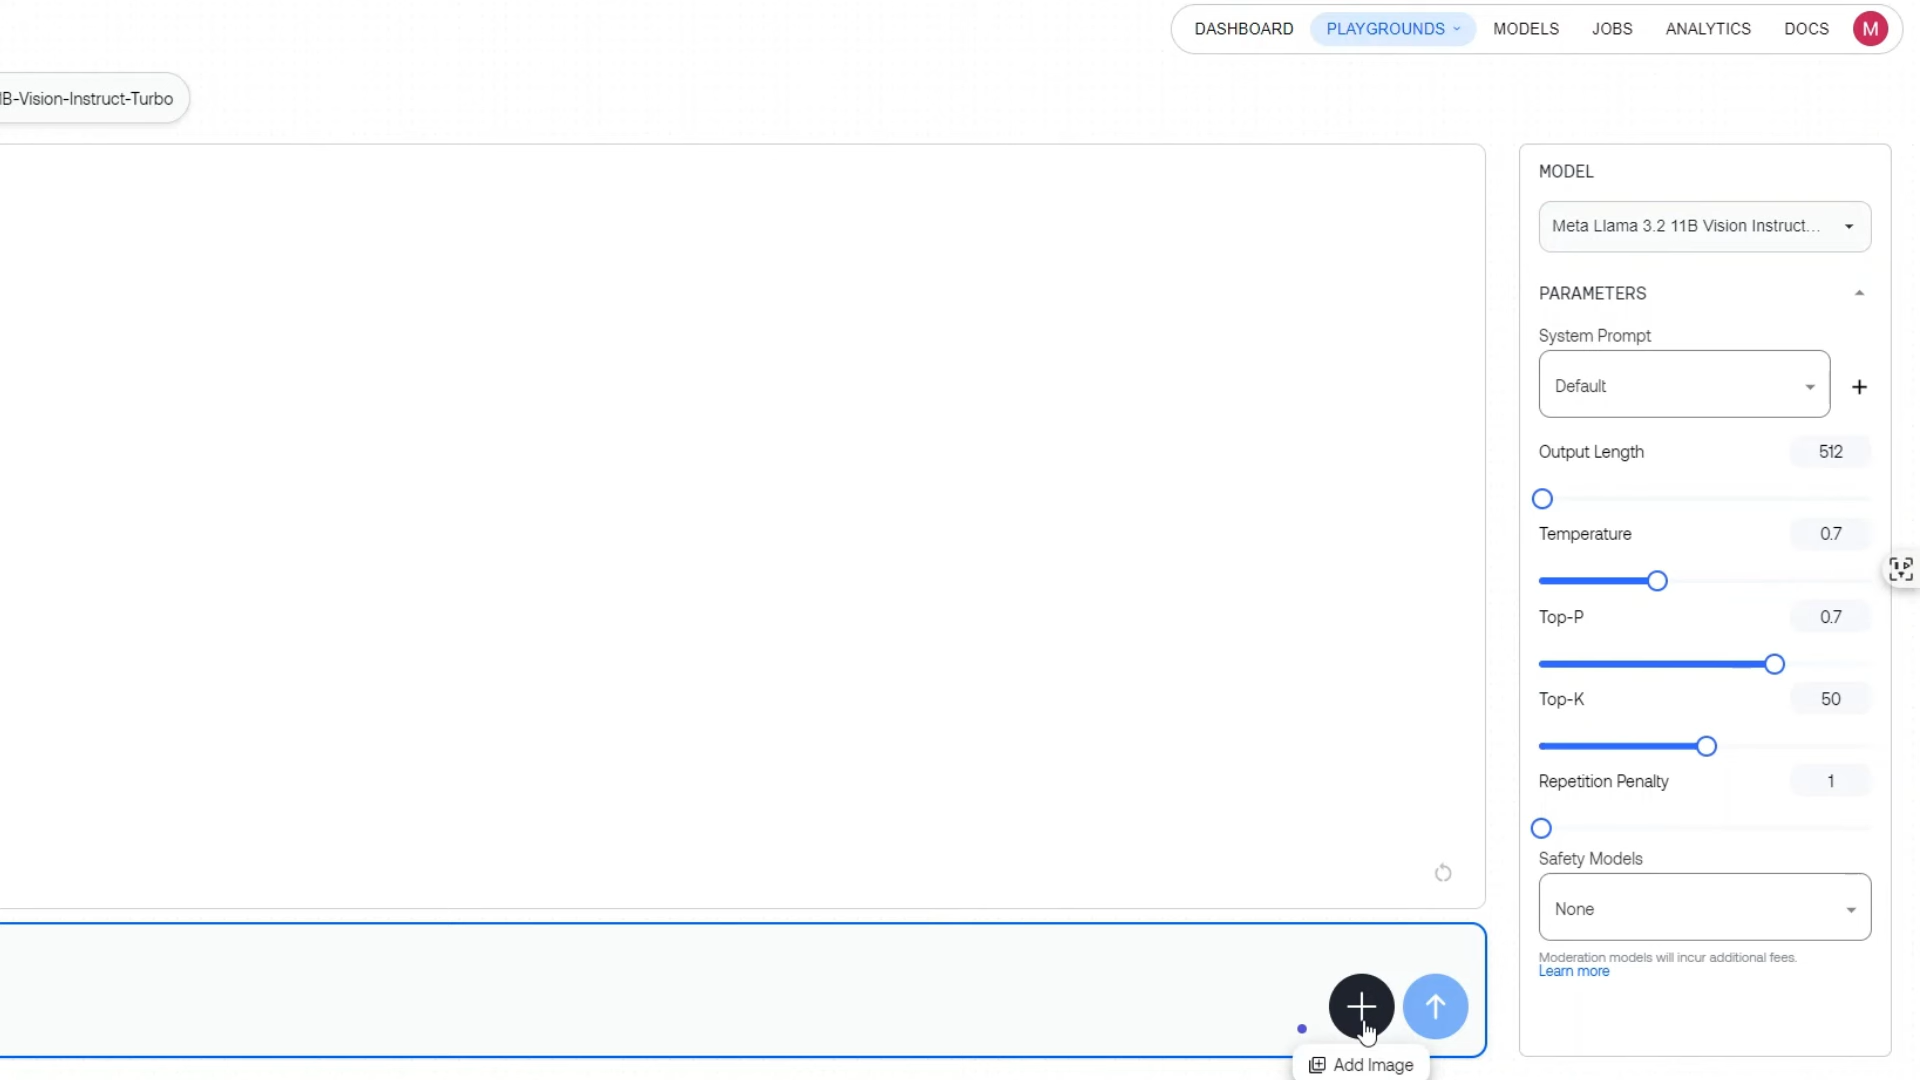 DASHBOARD PLAYGROUNDS MODELS JOBS ANALYTICS DOCS M
B-Vision-Instruct-Turbo
MODEL
Meta Llama 3.2 11B Vision Instruct...
PARAMETERS
System Prompt
Default
Output Length 512
Temperature 0.7
Top-P 0.7
Top-K 50
Repetition Penalty 1
Safety Models
None
Moderation models will incur additional fees.
Learn more
Add Image